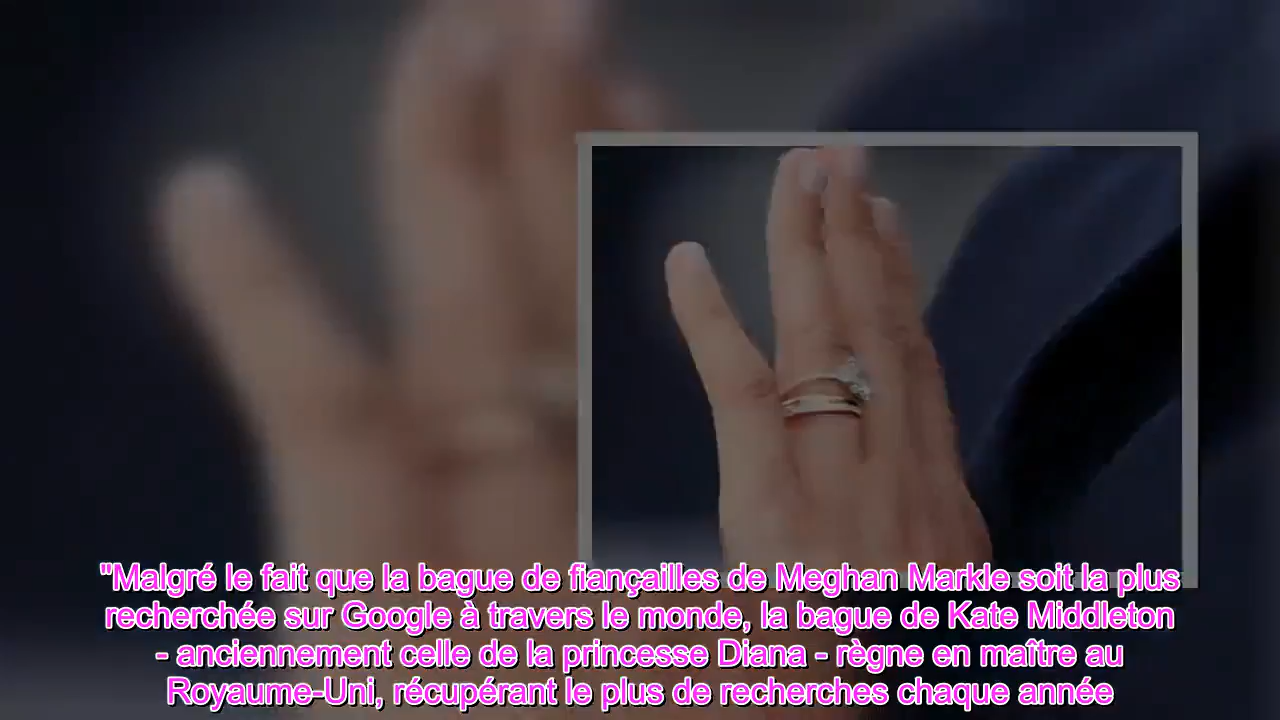 "Malgré le fait que la bague de fiançailles de Meghan Markle soit la plus
recherchée sur Google à travers le monde, la bague de Kate Middleton
- anciennement celle de la princesse Diana - règne en maître au
Royaume-Uni, récupérant le plus de recherches chaque année